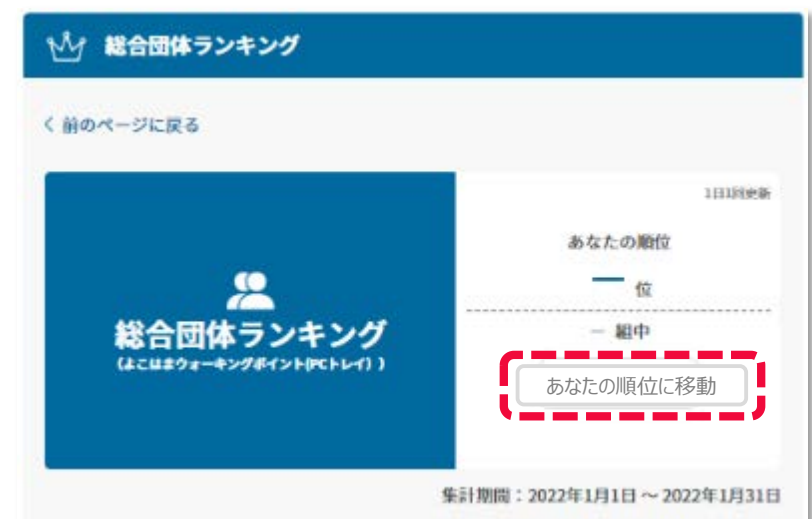 総合団体ランキング
く 前のページに戻る
1日1回更新
あなたの順位
ー 位
総合団体ランキング
(よこはまウォーキングポイント(PCトレイ))
ー 組中
あなたの順位に移動
集計期間:2022年1月1日 ~ 2022年1月31日